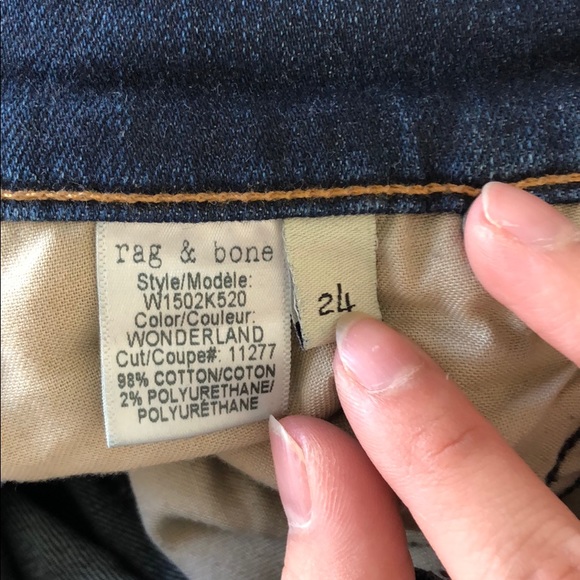 rag & bone
Style/Modèle:
W1502K520
Color/Couleur:
WONDERLAND
Cut/Coupe#: 11277
98% COTTON/COTON
2% POLYURETHANE/
POLYURÉTHANE
24